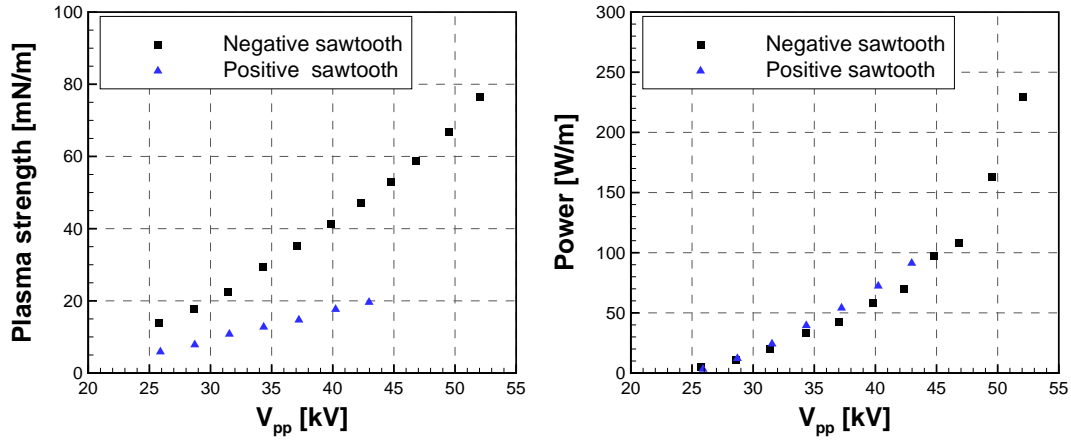 Plasma strength [mN/m]
100
80
60
40
20
0
Negative sawtooth
Positive sawtooth
20 25 30 35 40 45 50 55
Vpp [kV]
Power [W/m]
300
250
200
150
100
50
0
Negative sawtooth
Positive sawtooth
20 25 30 35 40 45 50 55
Vpp [kV]